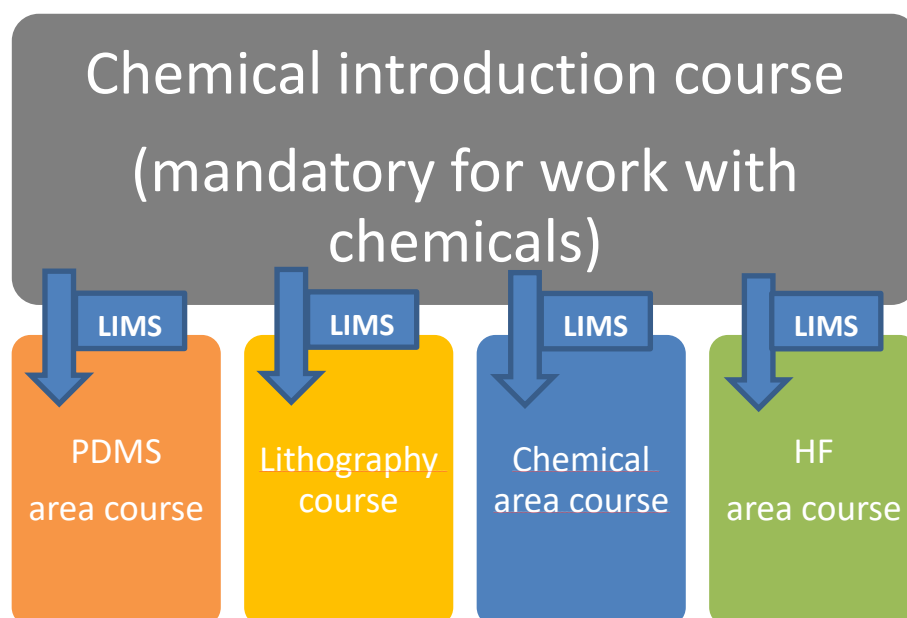 Chemical introduction course
(mandatory for work with
chemicals)
LIMS
LIMS
LIMS
LIMS
PDMS
area course
Lithography
course
Chemical
area course
HF
area course